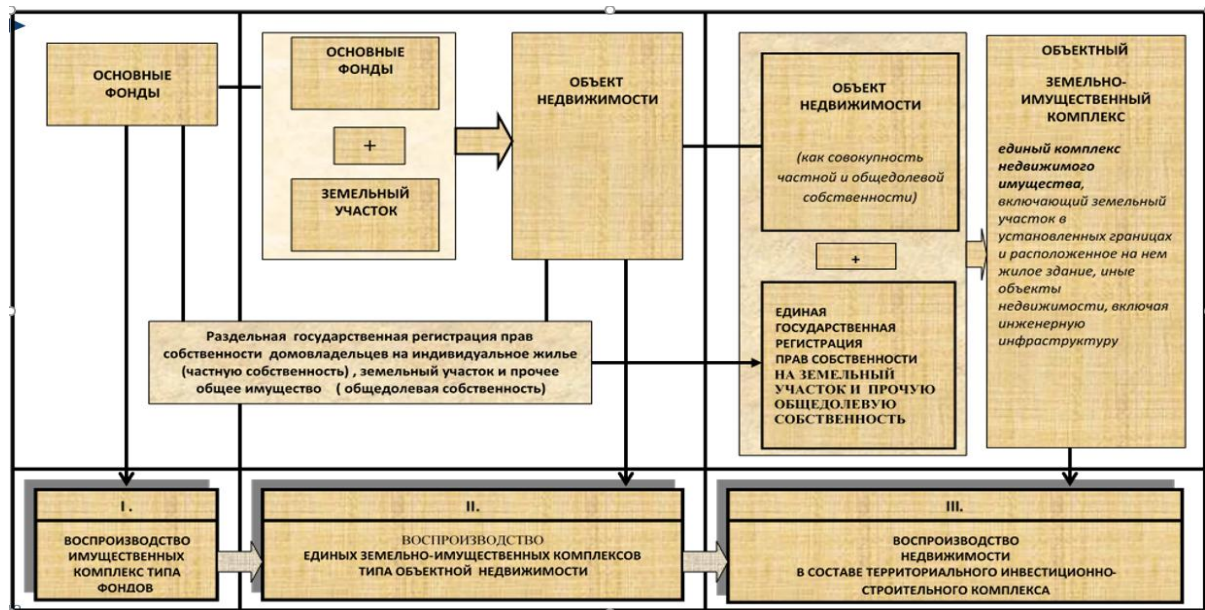 ОСНОВНЫЕ
ФОНДЫ
ОСНОВНЫЕ
ФОНДЫ
+
ЗЕМЕЛЬНЫЙ
УЧАСТОК
ОБЪЕКТ
НЕДВИЖИМОСТИ
ОБЪЕКТ
НЕДВИЖИМОСТИ
(как совокупность
частной и общедолевой
собственности)
+
ЕДИНАЯ
ГОСУДАРСТВЕННАЯ
РЕГИСТРАЦИЯ
ПРАВ СОБСТВЕННОСТИ
НА ЗЕМЕЛЬНЫЙ
УЧАСТОК И ПРОЧУЮ
ОБЩЕДОЛЕВУЮ
СОБСТВЕННОСТЬ
ОБЪЕКТНЫЙ
ЗЕМЕЛЬНО-
ИМУЩЕСТВЕННЫЙ
КОМПЛЕКС
единый комплекс
недвижимого
имущества,
включающий земельный
участок в
установленных границах
и расположенное на нем
жилое здание, иные
объекты
недвижимости, включая
инженерную
инфраструктуру
Раздельная государственная регистрация прав
собственности домовладельцев на индивидуальное жилье
(частную собственность) , земельный участок и прочее
общее имущество ( общедолевая собственность)
I .
ВОСПРОИЗВОДСТВО
ИМУЩЕСТВЕННЫХ
КОМПЛЕКС ТИПА
ФОНДОВ
II.
ВОСПРОИЗВОДСТВО
ЕДИНЫХ ЗЕМЕЛЬНО-ИМУЩЕСТВЕННЫХ КОМПЛЕКСОВ
ТИПА ОБЪЕКТНОЙ НЕДВИЖИМОСТИ
III.
ВОСПРОИЗВОДСТВО
НЕДВИЖИМОСТИ
В СОСТАВЕ ТЕРРИТОРИАЛЬНОГО ИНВЕСТИЦИОННО-
СТРОИТЕЛЬНОГО КОМПЛЕКСА